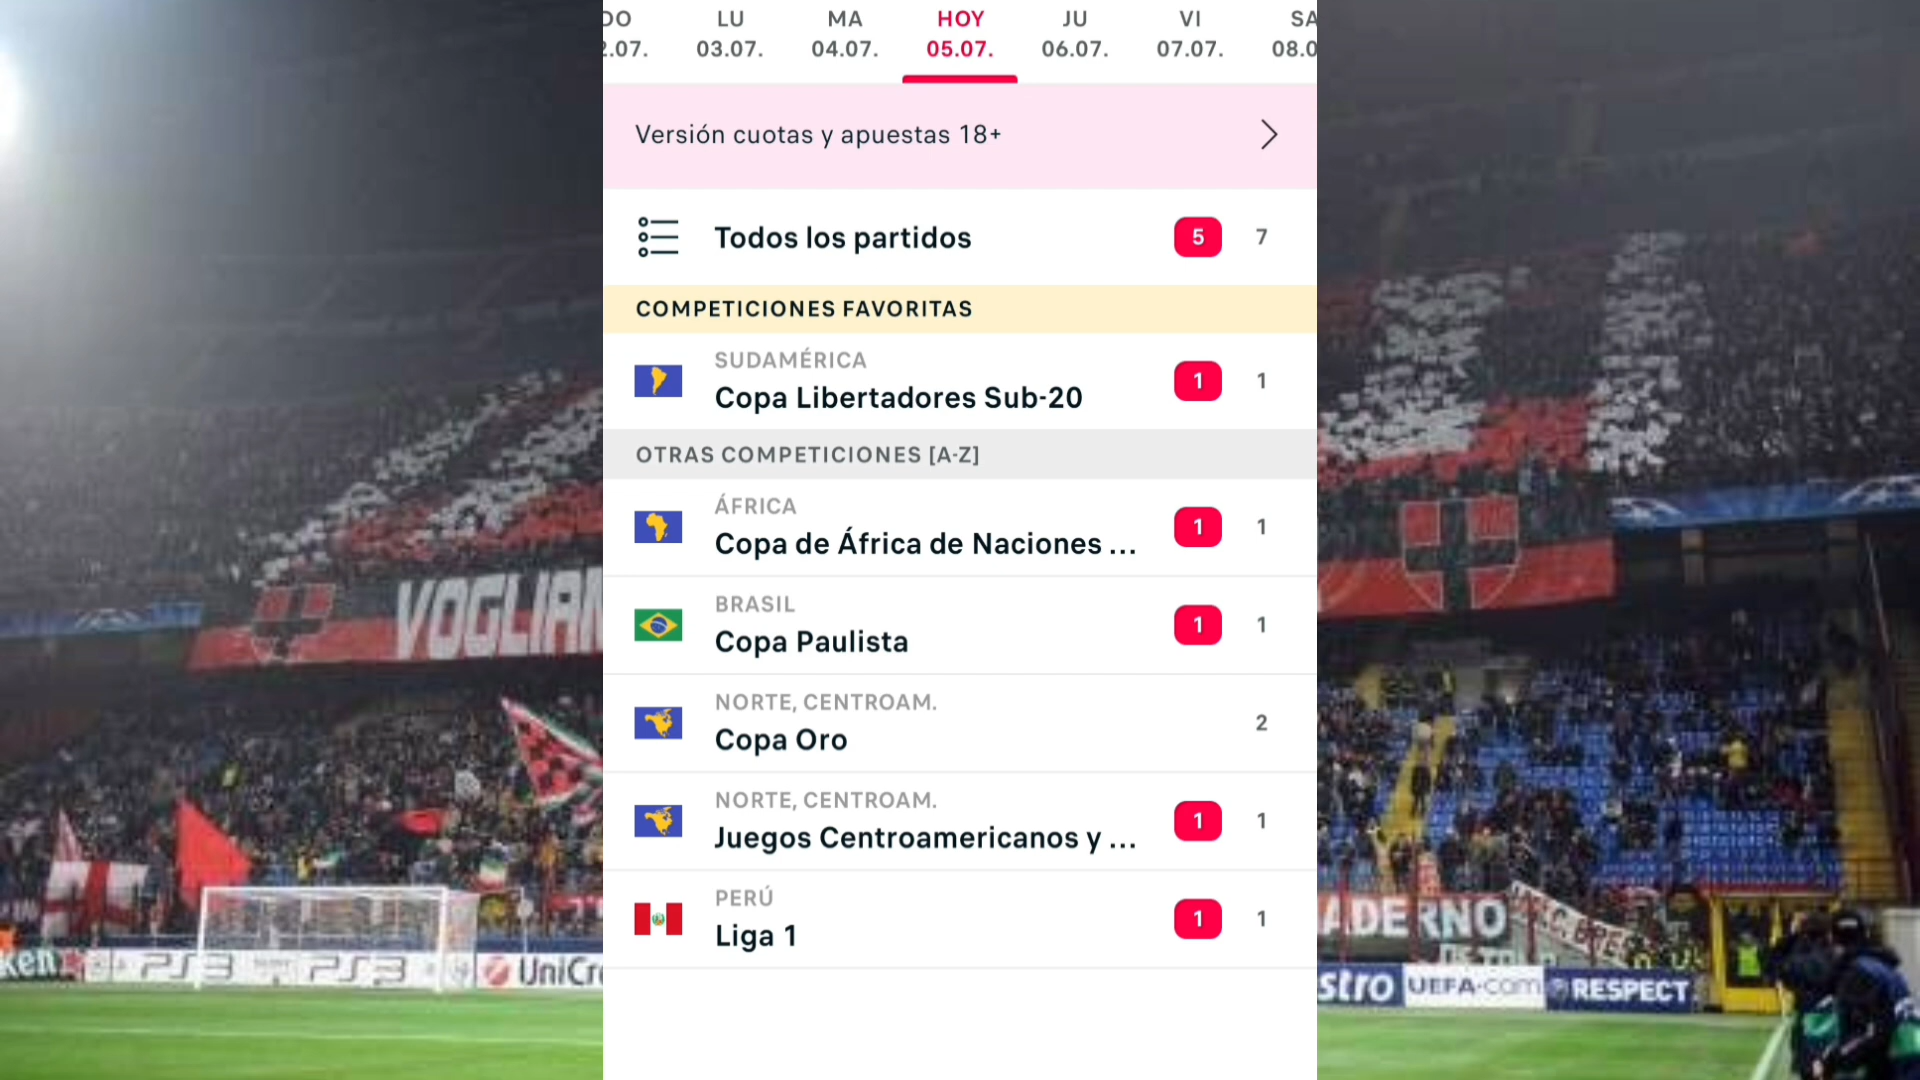 DO
LU
MA
HOY
JU
VI
SA
2.07.
03.07.
04.07.
05.07.
06.07.
07.07.
08.0
Versión cuotas y apuestas 18+
Todos los partidos
5
7
COMPETICIONES FAVORITAS
SUDAMÉRICA
Copa Libertadores Sub-20
1
1
OTRAS COMPETICIONES [A-Z]
ÁFRICA
Copa de África de Naciones ...
1
1
BRASIL
Copa Paulista
1
1
NORTE, CENTROAM.
Copa Oro
2
NORTE, CENTROAM.
Juegos Centroamericanos y ...
1
1
PERÚ
Liga 1
1
1
VOGLIAM
ken
PS3
PS3
UniCre
ADERNO
stro
UEFA.com
RESPECT